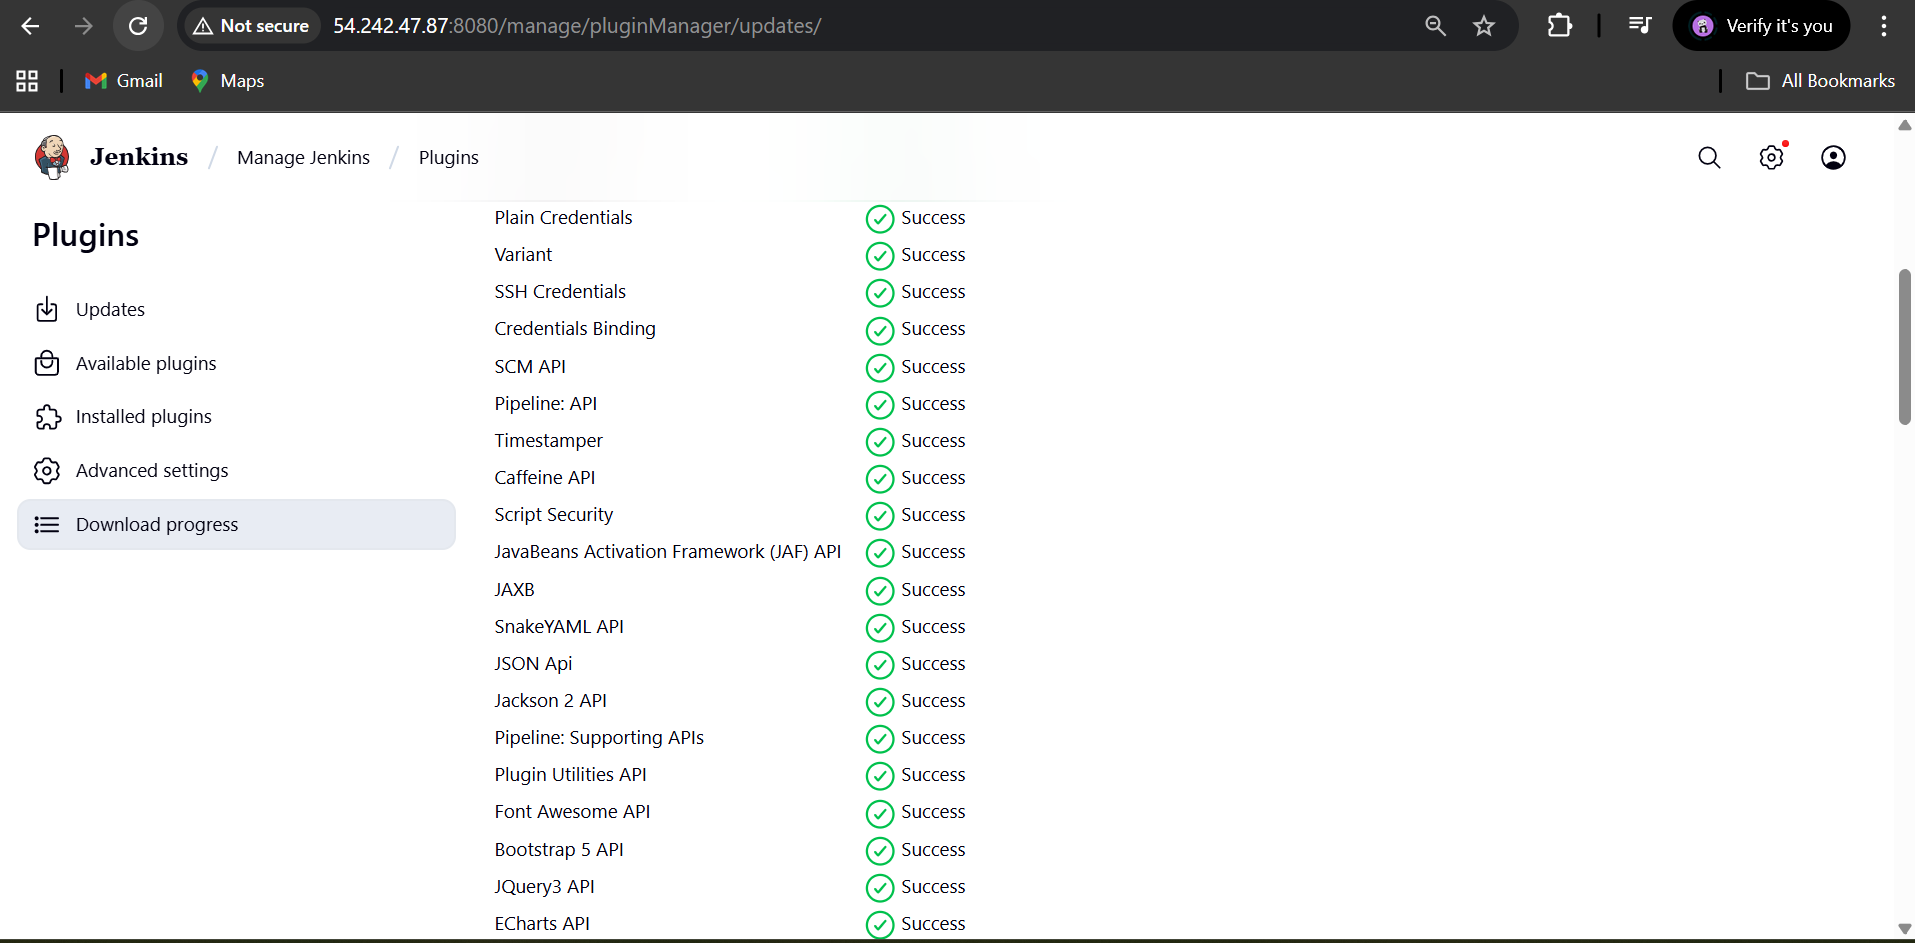 Not secure 54.242.47.87:8080/manage/pluginManager/updates/ Verify it's you
Gmail Maps All Bookmarks
Jenkins / Manage Jenkins / Plugins
Plugins
Updates
Available plugins
Installed plugins
Advanced settings
Download progress
Plain Credentials Success
Variant Success
SSH Credentials Success
Credentials Binding Success
SCM API Success
Pipeline: API Success
Timestamper Success
Caffeine API Success
Script Security Success
JavaBeans Activation Framework (JAF) API Success
JAXB Success
SnakeYAML API Success
JSON Api Success
Jackson 2 API Success
Pipeline: Supporting APIs Success
Plugin Utilities API Success
Font Awesome API Success
Bootstrap 5 API Success
JQuery3 API Success
ECharts API Success